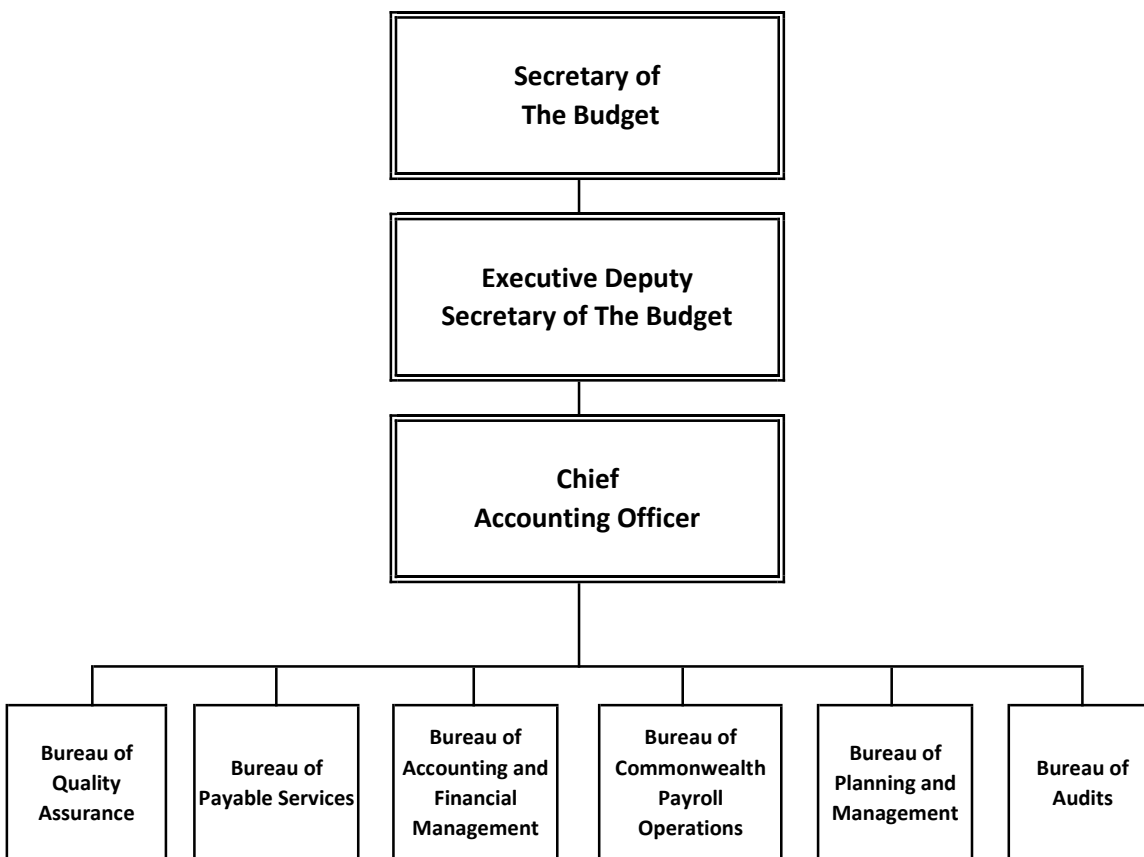 Secretary of
The Budget
Executive Deputy
Secretary of The Budget
Chief
Accounting Officer
Bureau of
Quality
Assurance
Bureau of
Payable Services
Bureau of
Accounting and
Financial
Management
Bureau of
Commonwealth
Payroll
Operations
Bureau of
Planning and
Management
Bureau of
Audits